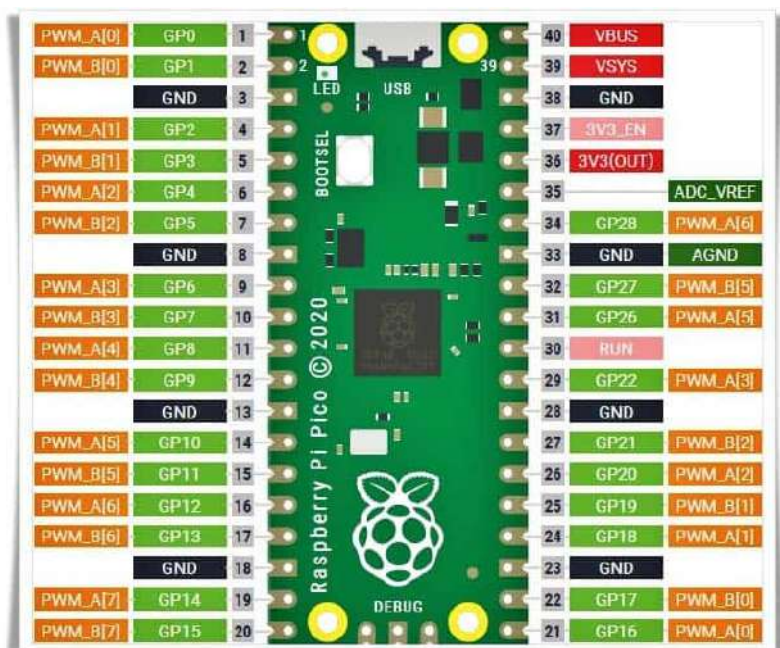 PWM_A[0] GP0 1 1 40 VBUS
PWM_B[0] GP1 2 2 39 39 VSYS
GND 3 LED USB 38 GND
PWM_A[1] GP2 4 37 3V3_EN
PWM_B[1] GP3 5 36 3V3(OUT)
BOOTSEL
PWM_A[2] GP4 6 35 ADC_VREF
PWM_B[2] GP5 7 34 GP28 PWM_A[6]
GND 8 33 GND AGND
PWM_A[3] GP6 9 32 GP27 PWM_B[5]
PWM_B[3] GP7 10 31 GP26 PWM_A[5]
PWM_A[4] GP8 11 30 RUN
PWM_B[4] GP9 12 29 GP22 PWM_A[3]
GND 13 28 GND
Raspberry Pi Pico © 2020
PWM_A[5] GP10 14 27 GP21 PWM_B[2]
PWM_B[5] GP11 15 26 GP20 PWM_A[2]
PWM_A[6] GP12 16 25 GP19 PWM_B[1]
PWM_B[6] GP13 17 24 GP18 PWM_A[1]
GND 18 23 GND
PWM_A[7] GP14 19 DEBUG 22 GP17 PWM_B[0]
PWM_B[7] GP15 20 21 GP16 PWM_A[0]